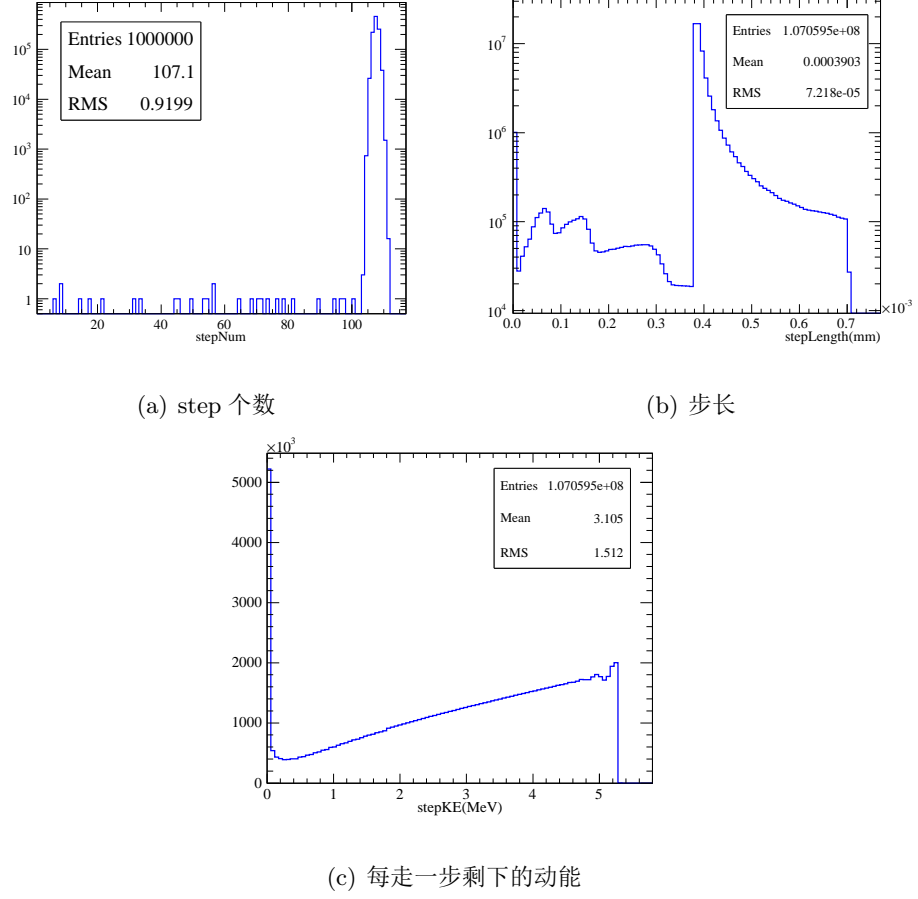 Entries 1000000
Mean 107.1
RMS 0.9199
10^5
10^4
10^3
10^2
10
1
20 40 60 80 100
stepNum
(a) step 个数
Entries 1.070595e+08
Mean 0.0003903
RMS 7.218e-05
10^7
10^6
10^5
10^4
0.0 0.1 0.2 0.3 0.4 0.5 0.6 0.7
×10^-3
stepLength(mm)
(b) 步长
×10^3
Entries 1.070595e+08
Mean 3.105
RMS 1.512
5000
4000
3000
2000
1000
0
0 1 2 3 4 5
stepKE(MeV)
(c) 每走一步剩下的动能